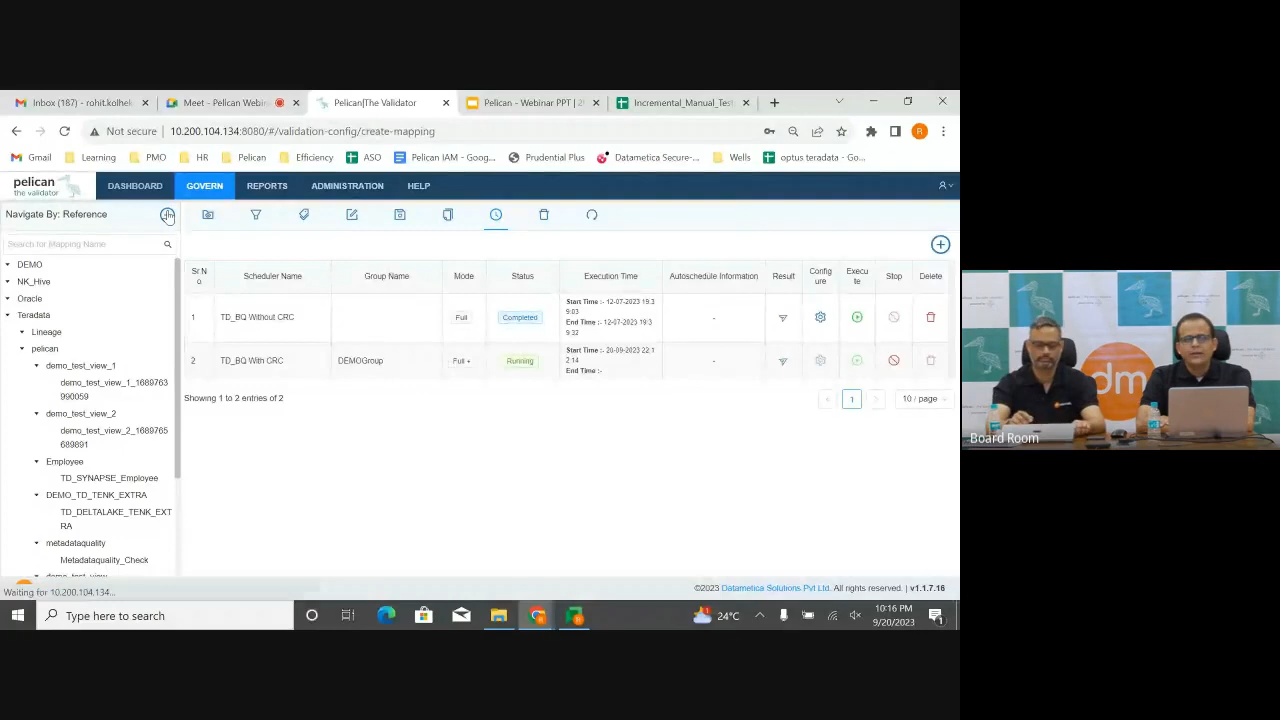 Inbox (187) - rohit.kolhek
Meet - Pelican Webin
Pelican|The Validator
Pelican - Webinar PPT | 2
Incremental_Manual_Test
Not secure
10.200.104.134:8080/#/validation-config/create-mapping
R
Gmail
Learning
PMO
HR
Pelican
Efficiency
ASO
Pelican IAM - Goog...
Prudential Plus
Datametica Secure-...
Wells
optus teradata - Go...
pelican
the validator
DASHBOARD
GOVERN
REPORTS
ADMINISTRATION
HELP
Navigate By: Reference
Search for Mapping Name
DEMO
NK_Hive
Oracle
Teradata
Lineage
pelican
demo_test_view_1
demo_test_view_1_1689763
990059
demo_test_view_2
demo_test_view_2_1689765
689891
Employee
TD_SYNAPSE_Employee
DEMO_TD_TENK_EXTRA
TD_DELTALAKE_TENK_EXT
RA
metadataquality
Metadataquality_Check
demo_test_view
Waiting for 10.200.104.134...
Sr N
o.
Scheduler Name
Group Name
Mode
Status
Execution Time
Autoschedule Information
Result
Config
ure
Execu
te
Stop
Delete
1
TD_BQ Without CRC
Full
Completed
Start Time :- 12-07-2023 19:3
9:03
End Time :- 12-07-2023 19:3
9:32
-
2
TD_BQ With CRC
DEMOGroup
Full +
Running
Start Time :- 20-09-2023 22:1
2:14
End Time :-
-
Showing 1 to 2 entries of 2
<
1
>
10 / page
©2023 Datametica Solutions Pvt Ltd. All rights reserved. | v1.1.7.16
Type here to search
24°C
10:16 PM
9/20/2023
dm
Board Room